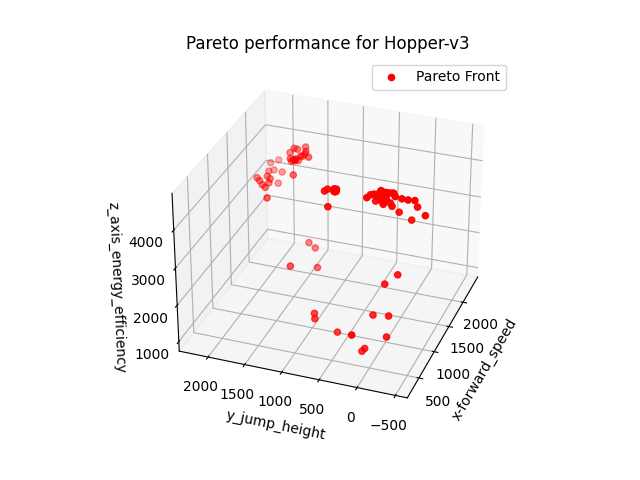 Pareto performance for Hopper-v3
Pareto Front
z_axis_energy_efficiency
4000
3000
2000
1000
2000
1500
1000
500
0
−500
y_jump_height
2000
1500
1000
500
x-forward_speed